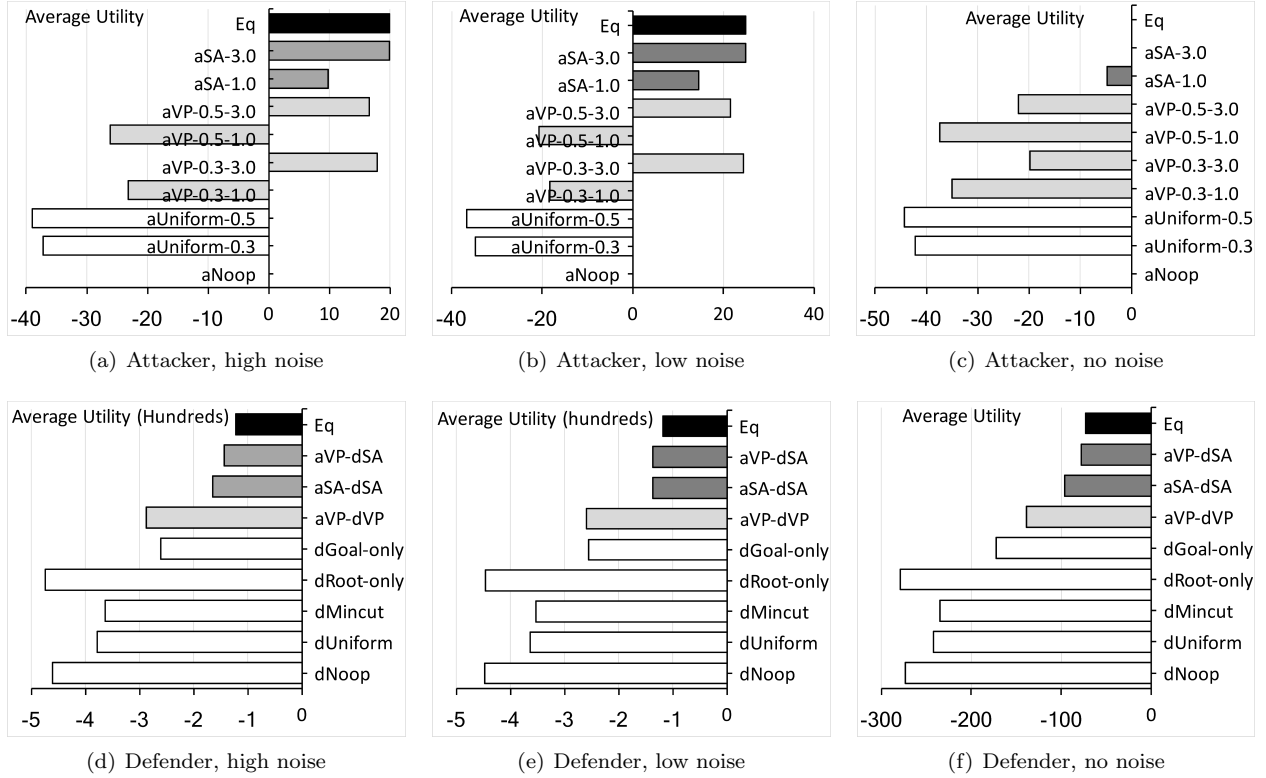 Average Utility
Eq
aSA-3.0
aSA-1.0
aVP-0.5-3.0
aVP-0.5-1.0
aVP-0.3-3.0
aVP-0.3-1.0
aUniform-0.5
aUniform-0.3
aNoop
-40 -30 -20 -10 0 10 20
(a) Attacker, high noise
Average Utility
Eq
aSA-3.0
aSA-1.0
aVP-0.5-3.0
aVP-0.5-1.0
aVP-0.3-3.0
aVP-0.3-1.0
aUniform-0.5
aUniform-0.3
aNoop
-40 -20 0 20 40
(b) Attacker, low noise
Average Utility
Eq
aSA-3.0
aSA-1.0
aVP-0.5-3.0
aVP-0.5-1.0
aVP-0.3-3.0
aVP-0.3-1.0
aUniform-0.5
aUniform-0.3
aNoop
-50 -40 -30 -20 -10 0
(c) Attacker, no noise
Average Utility (Hundreds)
Eq
aVP-dSA
aSA-dSA
aVP-dVP
dGoal-only
dRoot-only
dMincut
dUniform
dNoop
-5 -4 -3 -2 -1 0
(d) Defender, high noise
Average Utility (hundreds)
Eq
aVP-dSA
aSA-dSA
aVP-dVP
dGoal-only
dRoot-only
dMincut
dUniform
dNoop
-5 -4 -3 -2 -1 0
(e) Defender, low noise
Average Utility
Eq
aVP-dSA
aSA-dSA
aVP-dVP
dGoal-only
dRoot-only
dMincut
dUniform
dNoop
-300 -200 -100 0
(f) Defender, no noise